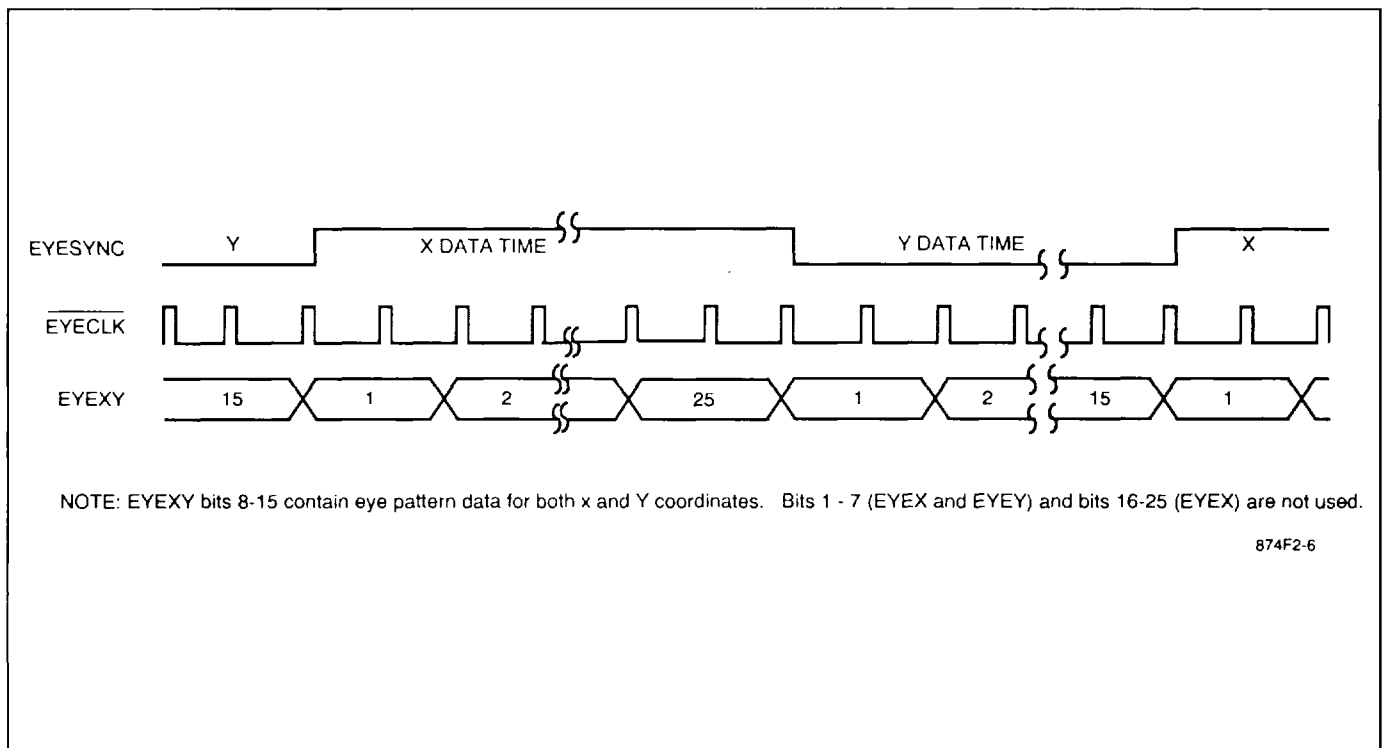 EYESYNC Y X DATA TIME Y DATA TIME X
EYECLK
EYEXY 15 1 2 25 1 2 15 1
NOTE: EYEXY bits 8-15 contain eye pattern data for both x and Y coordinates. Bits 1 - 7 (EYEX and EYEY) and bits 16-25 (EYEX) are not used.
874F2-6